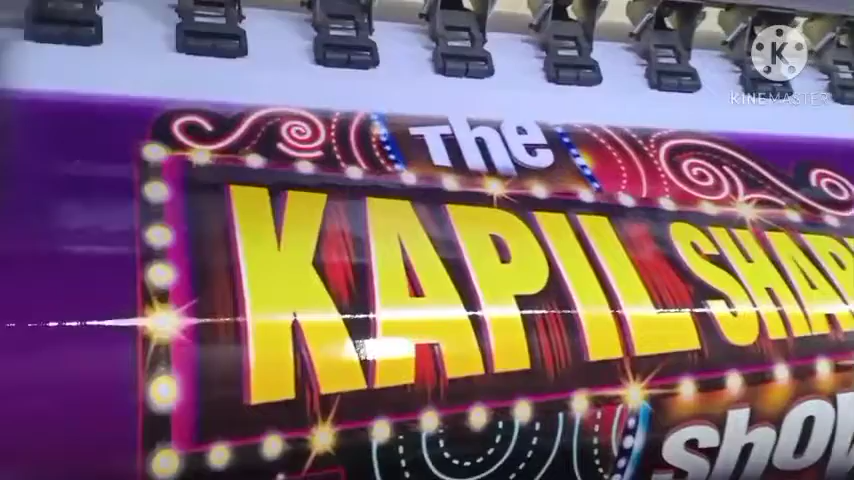 K
KINEMASTER
The
KAPIL SHAR
Show